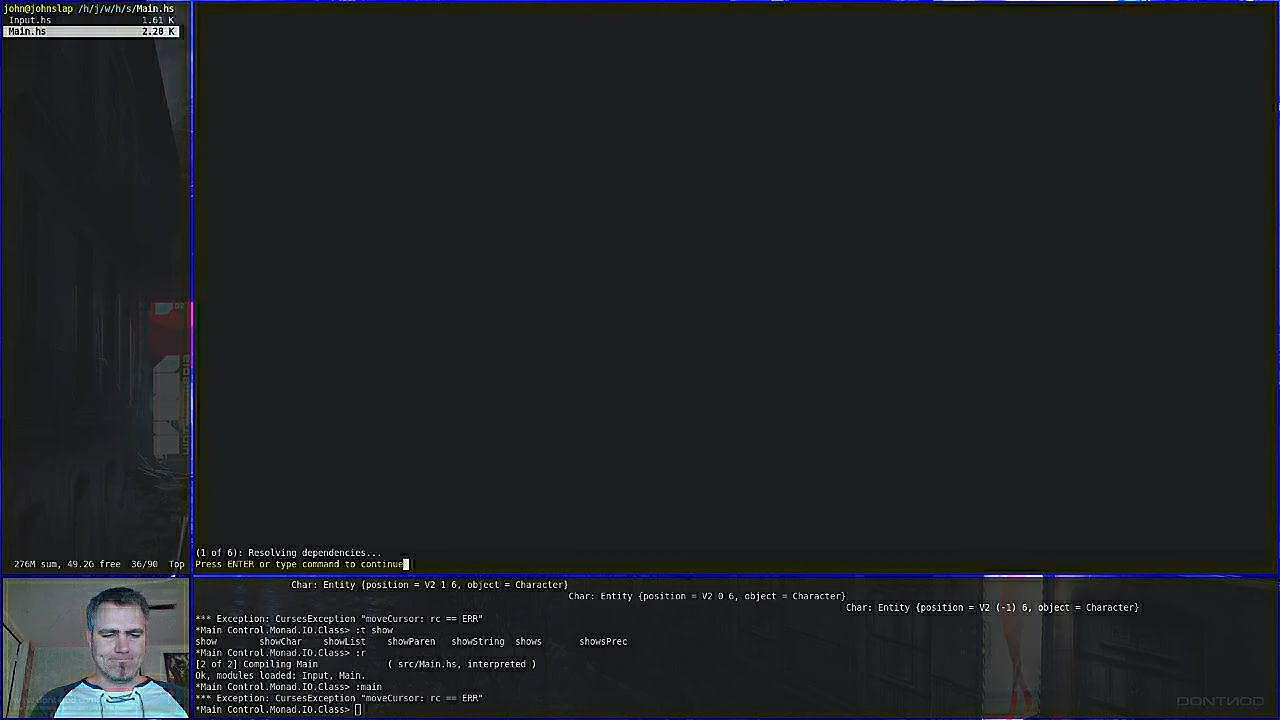 john@johnslap /h/j/w/h/s/Main.hs
Input.hs 1.61 K
Main.hs 2.28 K
276M sum, 49.2G free 36/90 Top
(1 of 6): Resolving dependencies...
Press ENTER or type command to continue
Char: Entity {position = V2 1 6, object = Character}
Char: Entity {position = V2 0 6, object = Character}
Char: Entity {position = V2 (-1) 6, object = Character}
*** Exception: CursesException "moveCursor: rc == ERR"
*Main Control.Monad.IO.Class> :t show
show showChar showList showParen showString shows showsPrec
*Main Control.Monad.IO.Class> :r
[2 of 2] Compiling Main ( src/Main.hs, interpreted )
Ok, modules loaded: Input, Main.
*Main Control.Monad.IO.Class> :main
*** Exception: CursesException "moveCursor: rc == ERR"
*Main Control.Monad.IO.Class>
DONTNOD